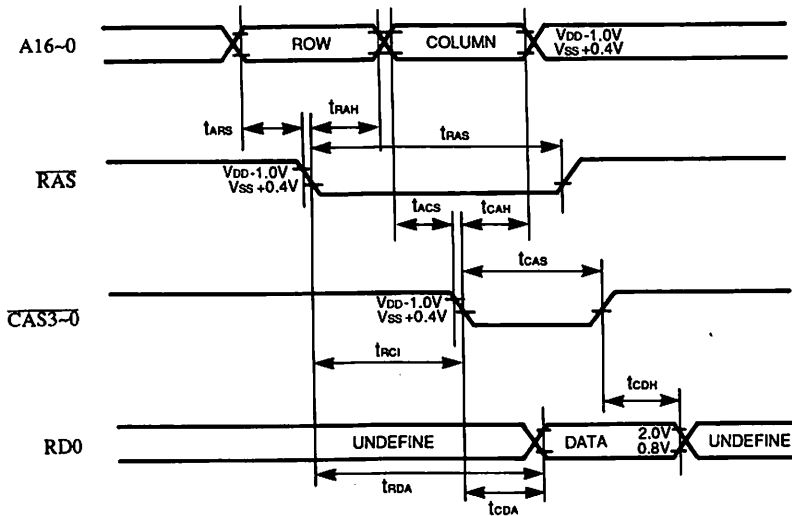 A16~0
ROW
COLUMN
VDD-1.0V
VSS+0.4V
tARS
tRAH
tRAS
RAS
VDD-1.0V
VSS+0.4V
tACS
tCAH
tCAS
CAS3~0
VDD-1.0V
VSS+0.4V
tRCI
tCDH
RD0
UNDEFINE
DATA
2.0V
0.8V
UNDEFINE
tRDA
tCDA